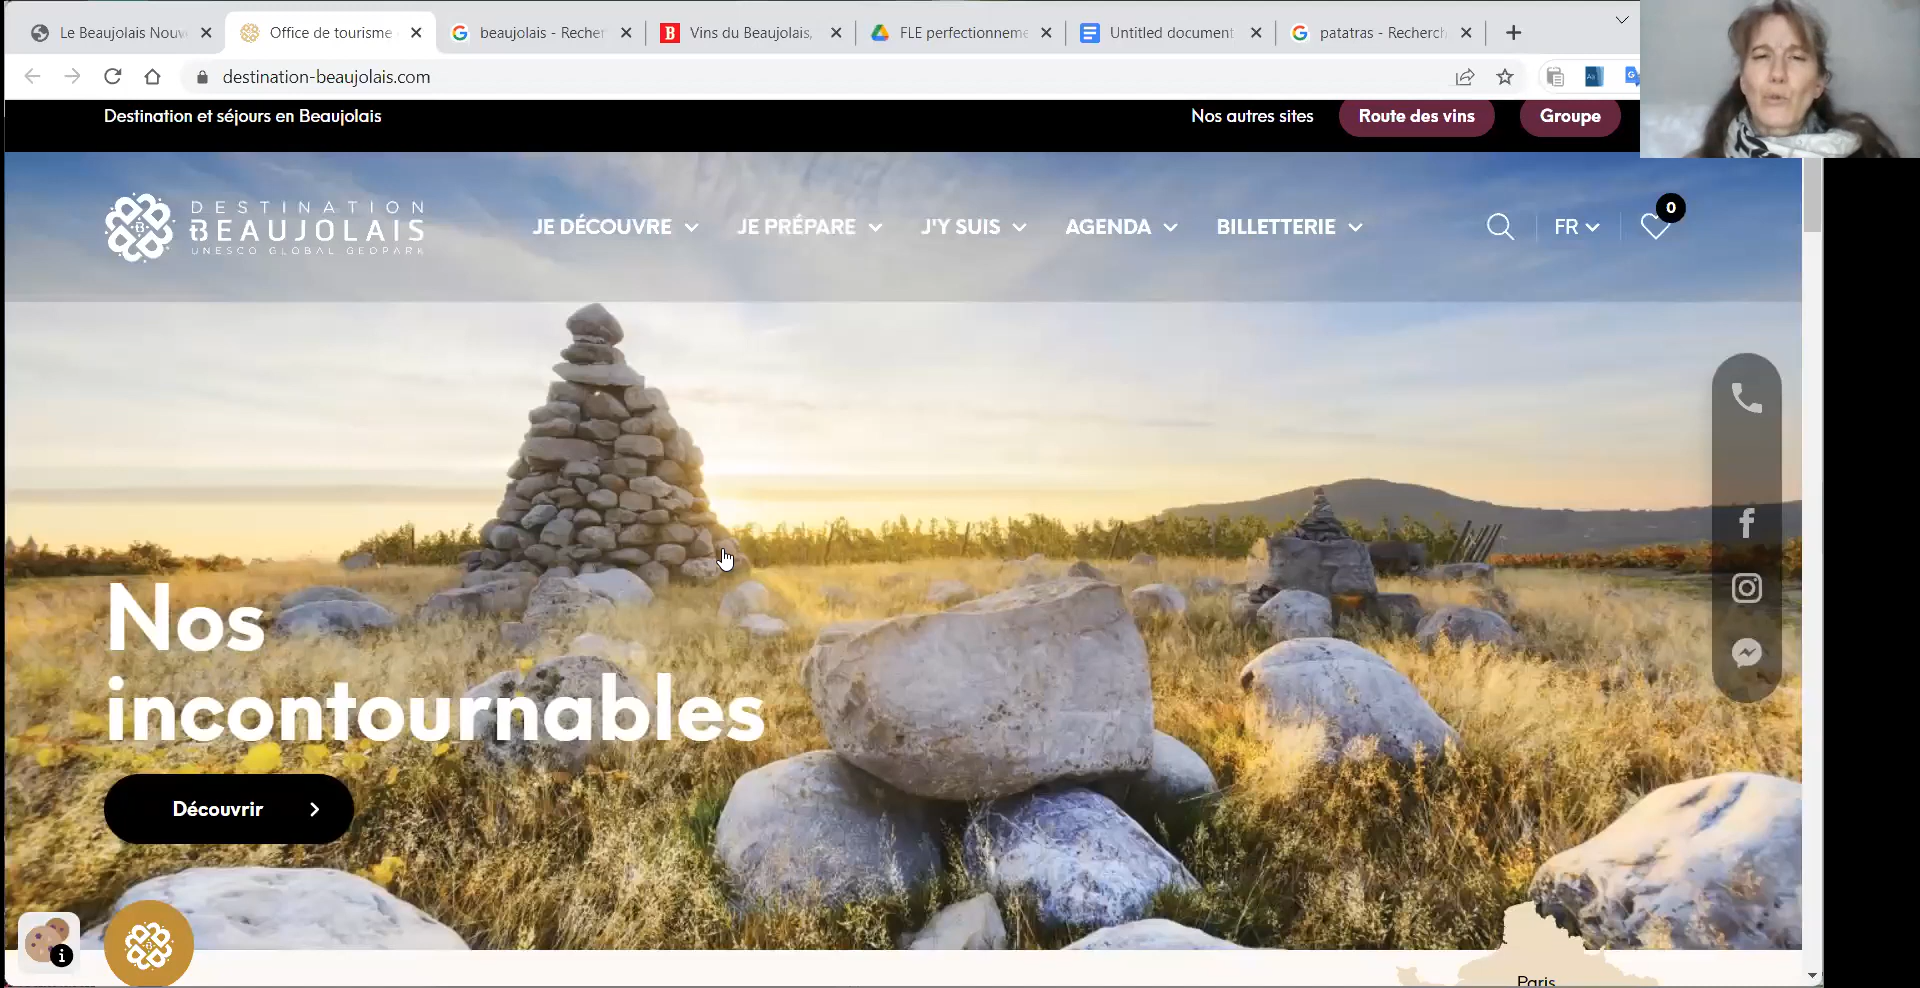 Le Beaujolais Nouv
Office de tourisme
beaujolais - Recher
Vins du Beaujolais,
FLE perfectionneme
Untitled document
patatras - Recherch
destination-beaujolais.com
Destination et séjours en Beaujolais
Nos autres sites
Route des vins
Groupe
DESTINATION
BEAUJOLAIS
UNESCO GLOBAL GEOPARK
JE DÉCOUVRE
JE PRÉPARE
J'Y SUIS
AGENDA
BILLETTERIE
FR
0
Nos
incontournables
Découvrir
Paris